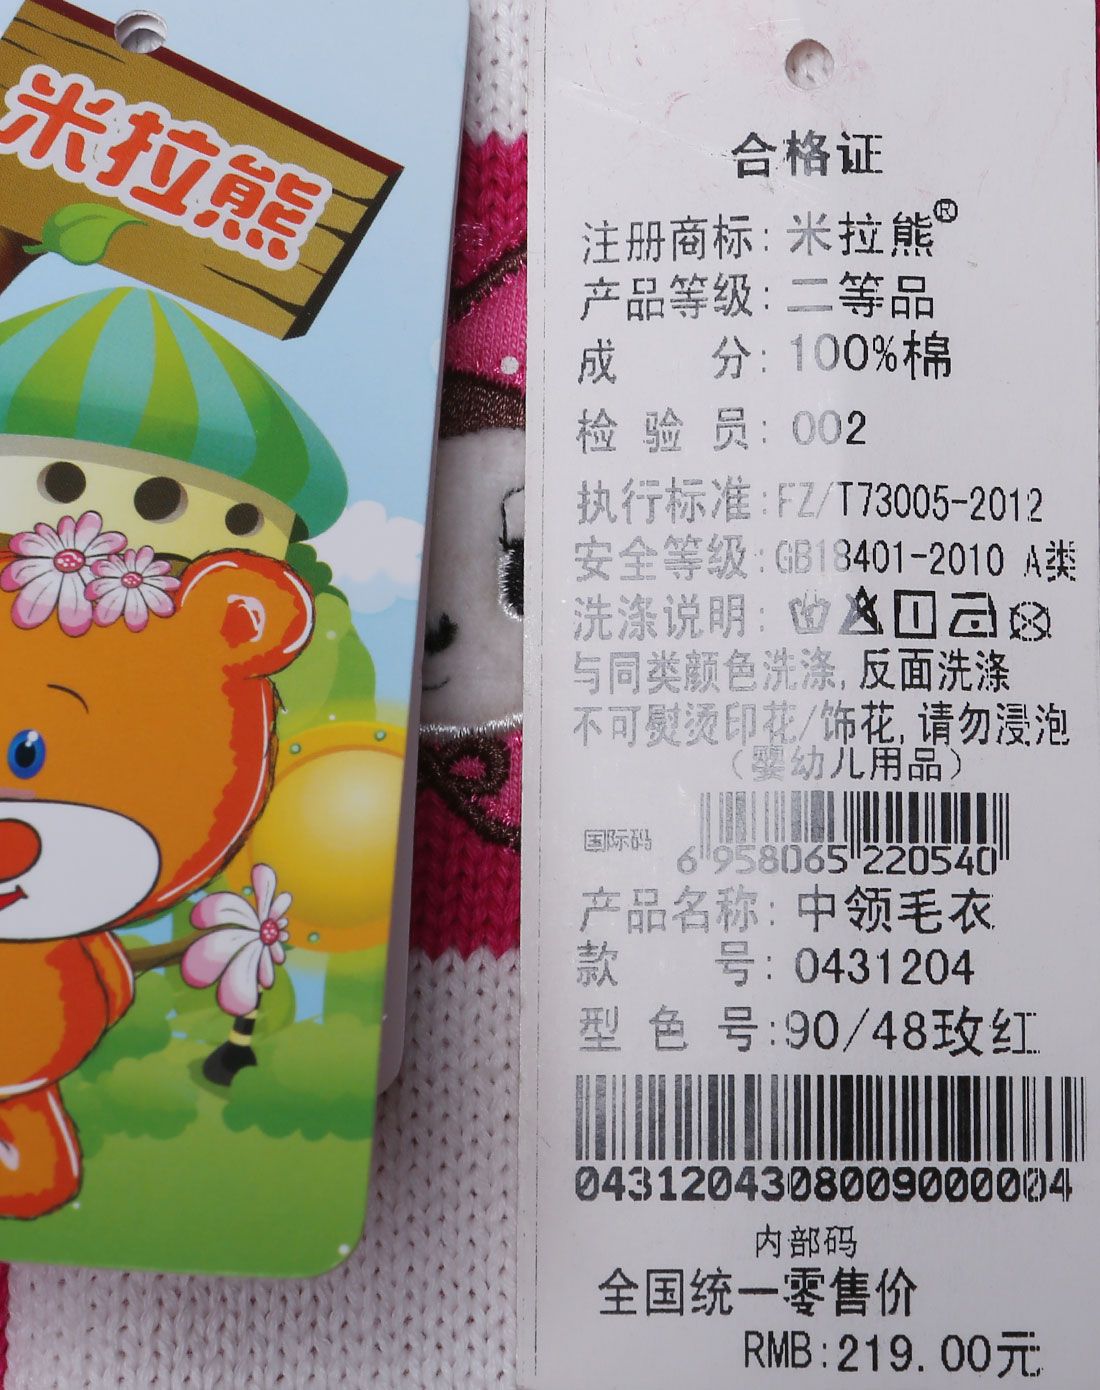 米拉熊
合格证
注册商标: 米拉熊®
产品等级: 二等品
成 分: 100%棉
检 验 员: 002
执行标准: FZ/T73005-2012
安全等级: GB18401-2010 A类
洗涤说明:
与同类颜色洗涤, 反面洗涤
不可熨烫印花/饰花, 请勿浸泡
(婴幼儿用品)
国际码
6 958065 220540
产品名称: 中领毛衣
款 号: 0431204
型 色 号: 90/48玫红
04312043080090000004
内部码
全国统一零售价
RMB: 219.00元